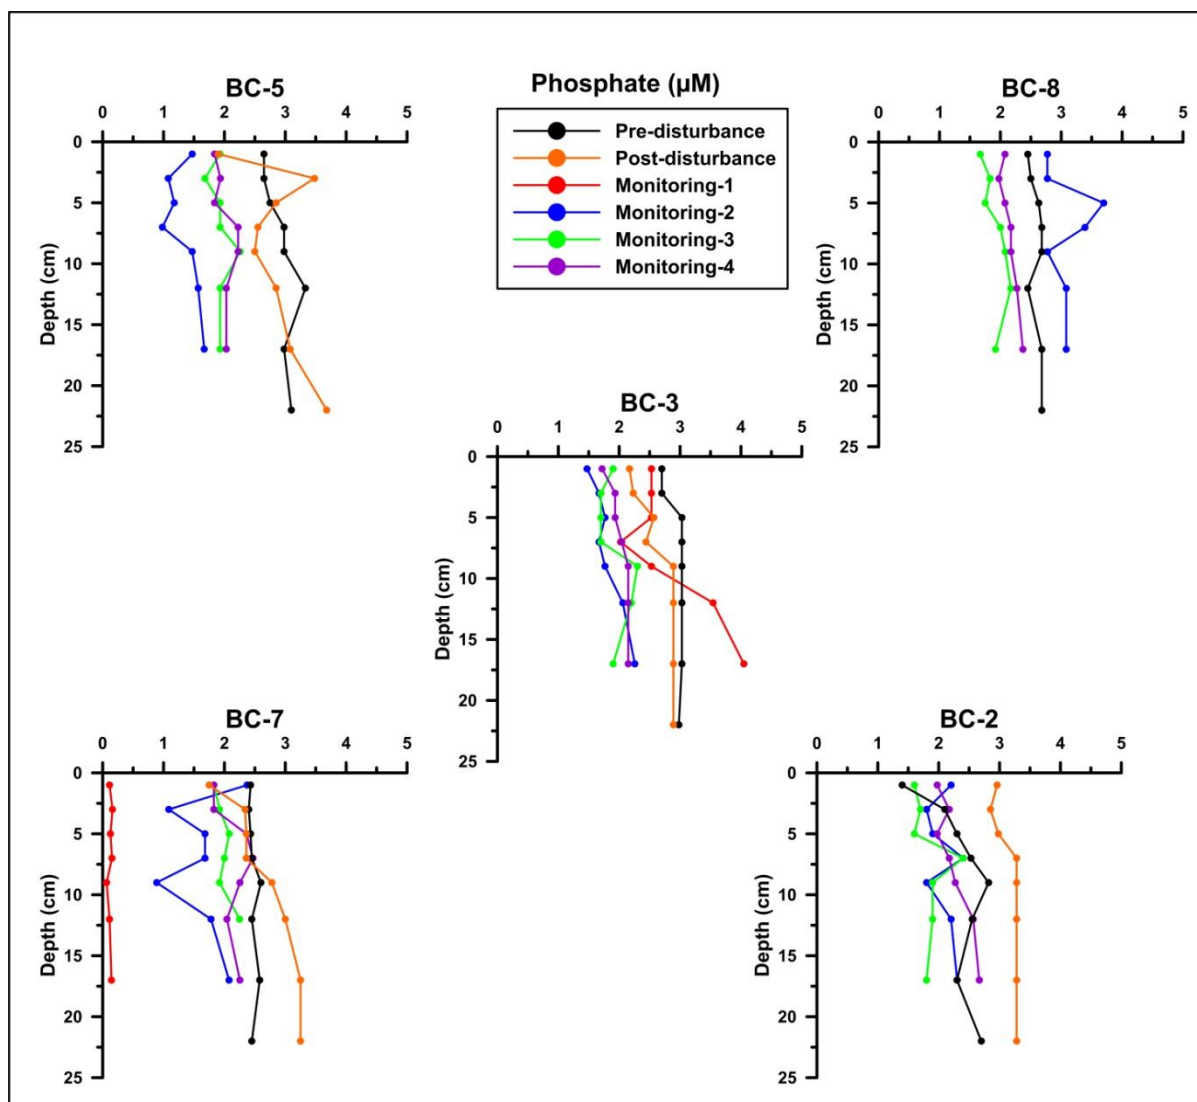 Phosphate (µM)
Pre-disturbance
Post-disturbance
Monitoring-1
Monitoring-2
Monitoring-3
Monitoring-4
BC-5
0 1 2 3 4 5
0
5
10
15
20
25
Depth (cm)
BC-8
0 1 2 3 4 5
0
5
10
15
20
25
Depth (cm)
BC-3
0 1 2 3 4 5
0
5
10
15
20
25
Depth (cm)
BC-7
0 1 2 3 4 5
0
5
10
15
20
25
Depth (cm)
BC-2
0 1 2 3 4 5
0
5
10
15
20
25
Depth (cm)